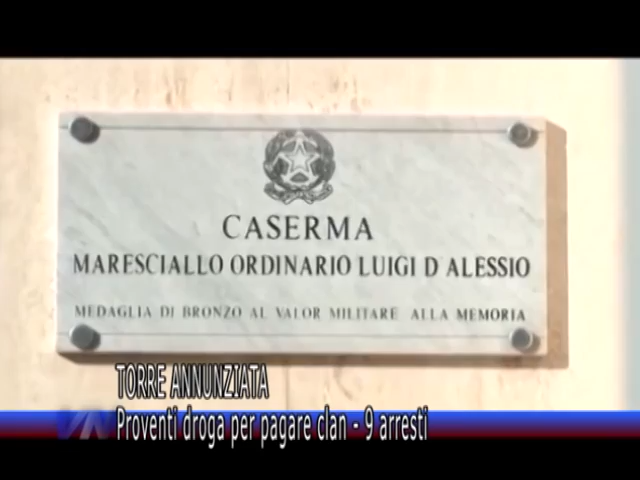 CASERMA
MARESCIALLO ORDINARIO LUIGI D ALESSIO
MEDAGLIA DI BRONZO AL VALOR MILITARE ALLA MEMORIA
TORRE ANNUNZIATA
Proventi droga per pagare clan - 9 arresti